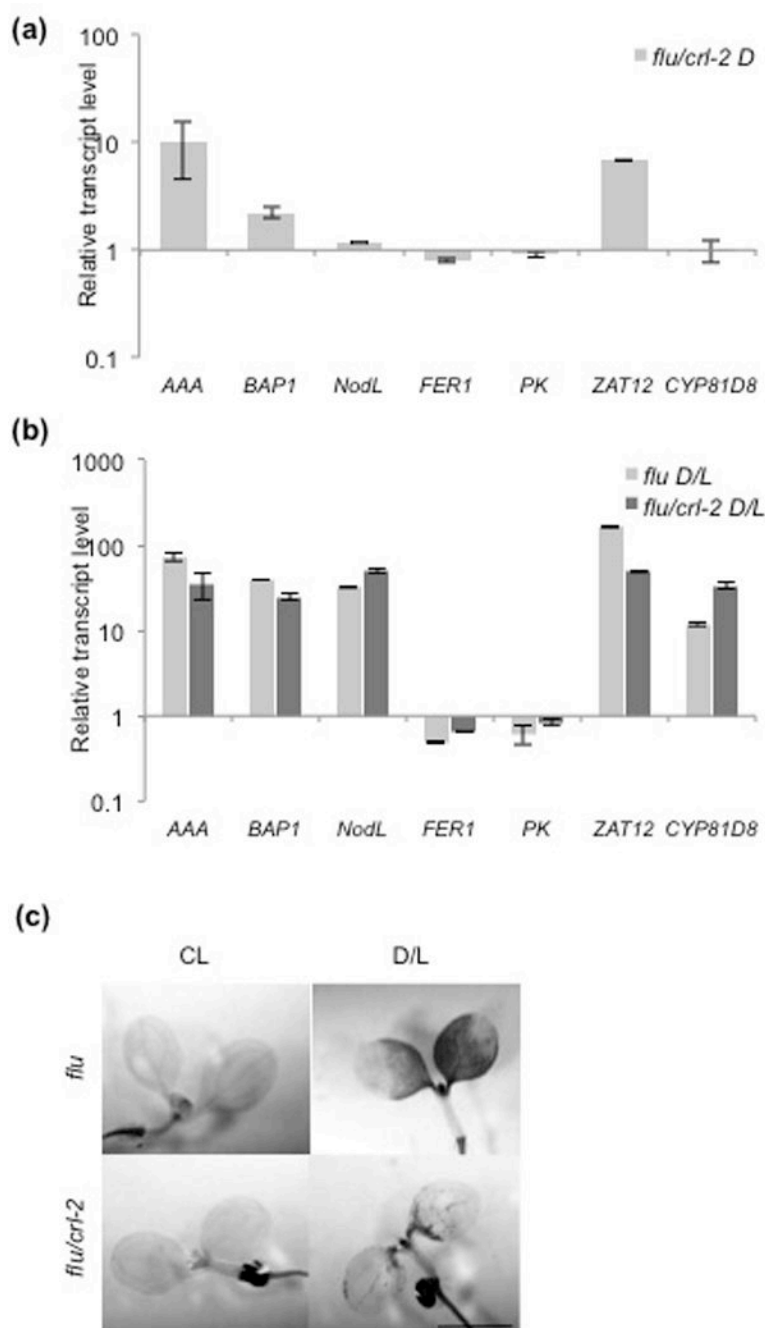 (a)
100
10
1
0.1
Relative transcript level
flu/crl-2 D
AAA BAP1 NodL FER1 PK ZAT12 CYP81D8
(b)
1000
100
10
1
0.1
Relative transcript level
flu D/L
flu/crl-2 D/L
AAA BAP1 NodL FER1 PK ZAT12 CYP81D8
(c)
CL D/L
flu
flu/crl-2